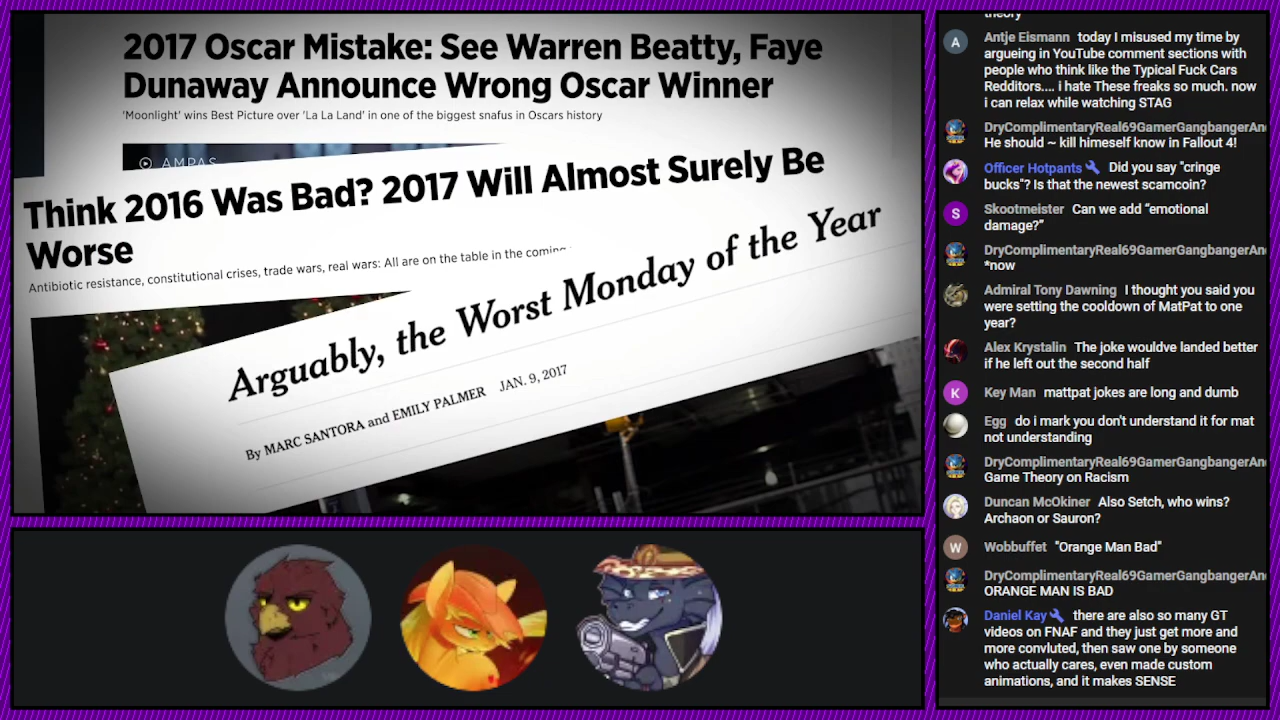 2017 Oscar Mistake: See Warren Beatty, Faye
Dunaway Announce Wrong Oscar Winner
'Moonlight' wins Best Picture over 'La La Land' in one of the biggest snafus in Oscars history
AMPAS
Think 2016 Was Bad? 2017 Will Almost Surely Be
Worse
Antibiotic resistance, constitutional crises, trade wars, real wars: All are on the table in the coming
Arguably, the Worst Monday of the Year
By MARC SANTORA and EMILY PALMER JAN. 9, 2017
theory
A Antje Eismann today I misused my time by
argueing in YouTube comment sections with
people who think like the Typical Fuck Cars
Redditors.... i hate These freaks so much. now
i can relax while watching STAG
DryComplimentaryReal69GamerGangbangerAn
He should ~ kill himeself know in Fallout 4!
Officer Hotpants Did you say "cringe
bucks"? Is that the newest scamcoin?
S Skootmeister Can we add "emotional
damage?"
DryComplimentaryReal69GamerGangbangerAn
*now
Admiral Tony Dawning I thought you said you
were setting the cooldown of MatPat to one
year?
Alex Krystalin The joke wouldve landed better
if he left out the second half
K Key Man mattpat jokes are long and dumb
Egg do i mark you don't understand it for mat
not understanding
DryComplimentaryReal69GamerGangbangerAn
Game Theory on Racism
Duncan McOkiner Also Setch, who wins?
Archaon or Sauron?
W Wobbuffet "Orange Man Bad"
DryComplimentaryReal69GamerGangbangerAn
ORANGE MAN IS BAD
Daniel Kay there are also so many GT
videos on FNAF and they just get more and
more convluted, then saw one by someone
who actually cares, even made custom
animations, and it makes SENSE